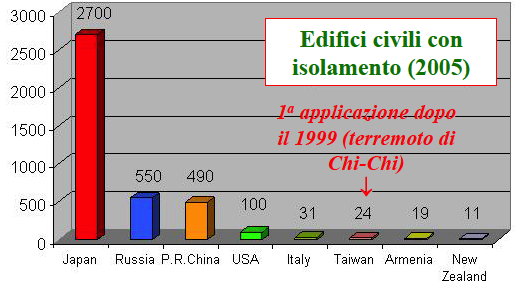 3000
2500
2000
1500
1000
500
0
2700
550
490
100
31
24
19
11
Edifici civili con
isolamento (2005)
1ª applicazione dopo
il 1999 (terremoto di
Chi-Chi)
Japan
Russia
P.R.China
USA
Italy
Taiwan
Armenia
New
Zealand